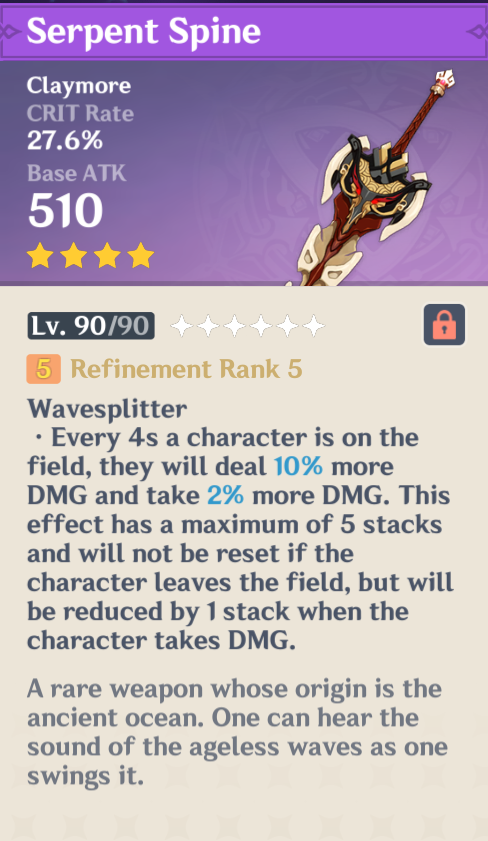 Serpent Spine
Claymore
CRIT Rate
27.6%
Base ATK
510
Lv. 90/90
5 Refinement Rank 5
Wavesplitter
· Every 4s a character is on the
field, they will deal 10% more
DMG and take 2% more DMG. This
effect has a maximum of 5 stacks
and will not be reset if the
character leaves the field, but will
be reduced by 1 stack when the
character takes DMG.
A rare weapon whose origin is the
ancient ocean. One can hear the
sound of the ageless waves as one
swings it.